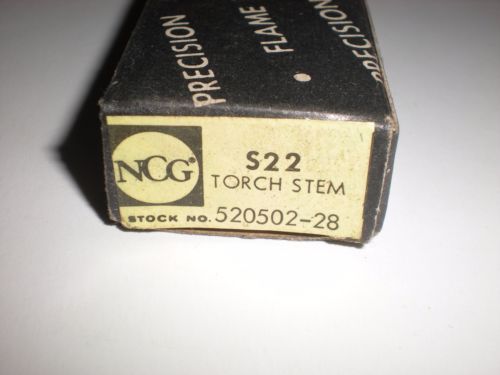 PRECISION
FLAME
PRECISION
NCG®
S22
TORCH STEM
STOCK NO. 520502-28